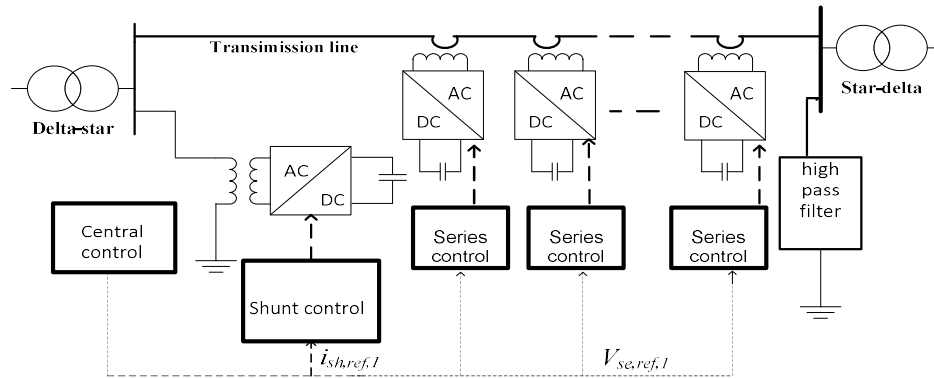 Transimission line
Delta-star
Star-delta
AC
DC
AC
DC
AC
DC
AC
DC
high
pass
filter
Central
control
Series
control
Series
control
Series
control
Shunt control
ish,ref,1
Vse,ref,1